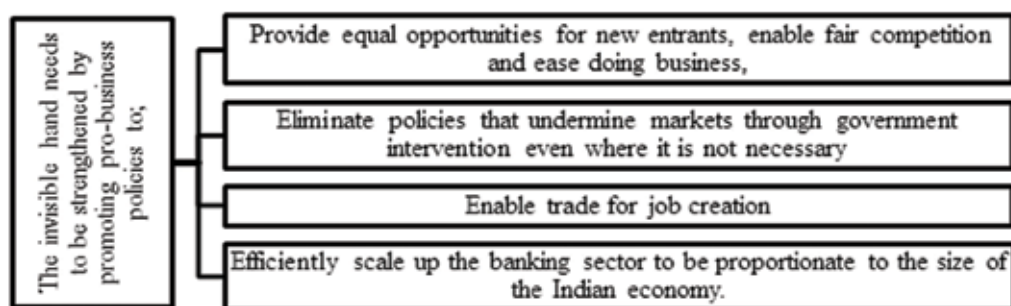 The invisible hand needs
to be strengthened by
promoting pro-business
policies to;
Provide equal opportunities for new entrants, enable fair competition
and ease doing business,
Eliminate policies that undermine markets through government
intervention even where it is not necessary
Enable trade for job creation
Efficiently scale up the banking sector to be proportionate to the size of
the Indian economy.